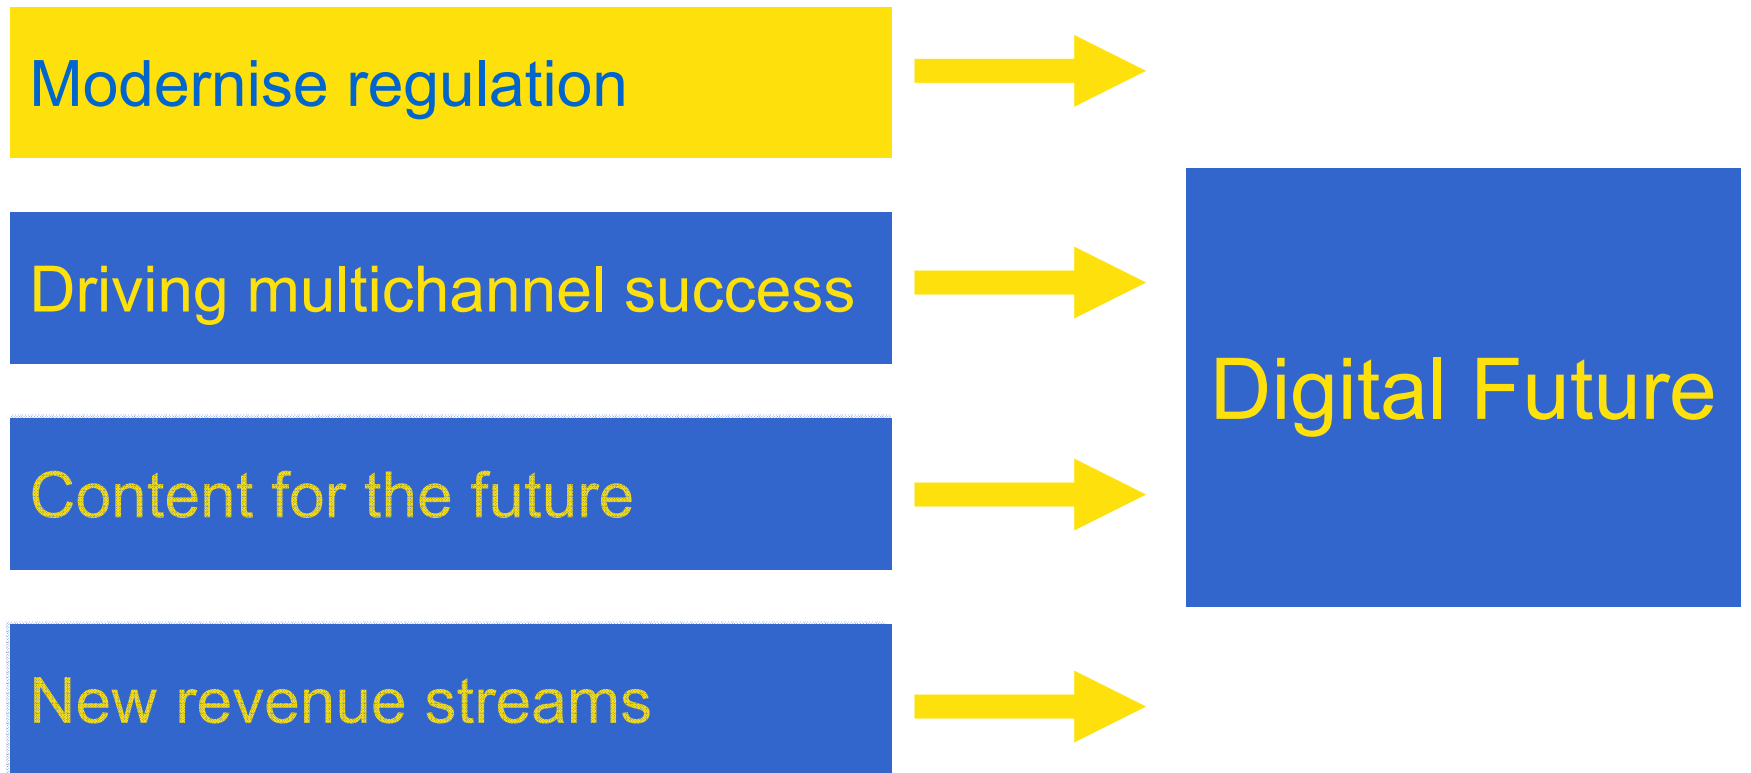 Modernise regulation
Driving multichannel success
Digital Future
Content for the future
New revenue streams